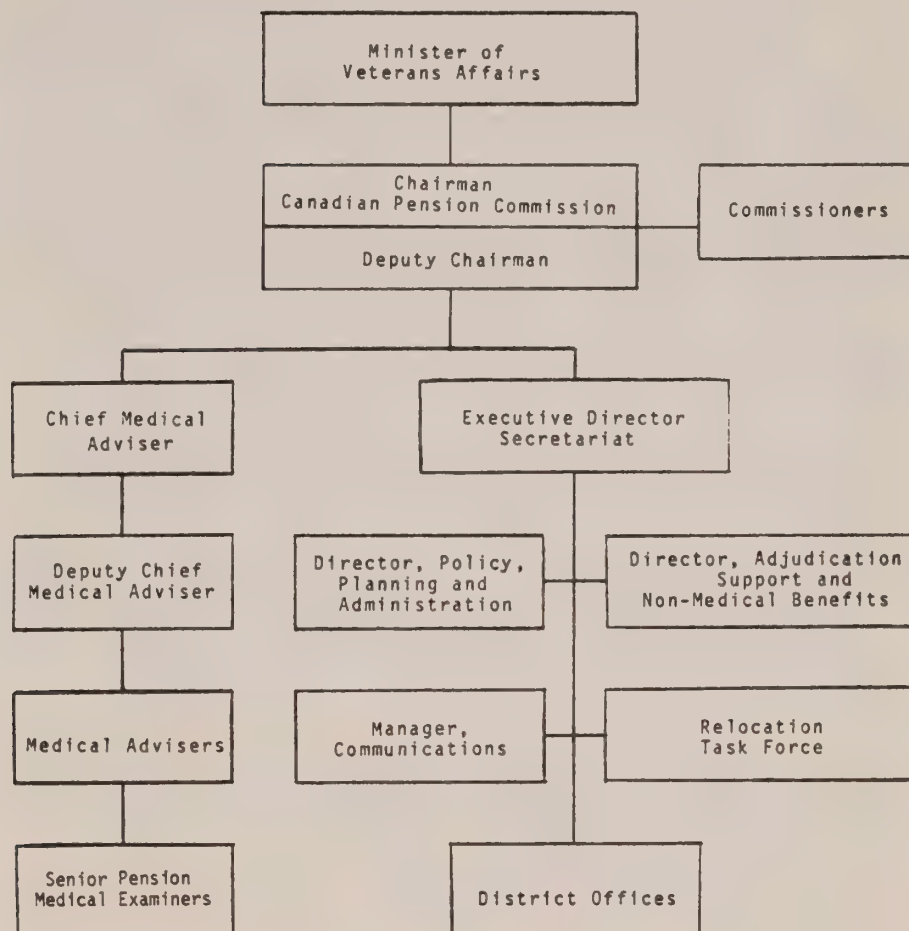 Minister of
Veterans Affairs
Chairman
Canadian Pension Commission
Commissioners
Deputy Chairman
Chief Medical
Adviser
Executive Director
Secretariat
Deputy Chief
Medical Adviser
Director, Policy,
Planning and
Administration
Director, Adjudication
Support and
Non-Medical Benefits
Medical Advisers
Manager,
Communications
Relocation
Task Force
Senior Pension
Medical Examiners
District Offices